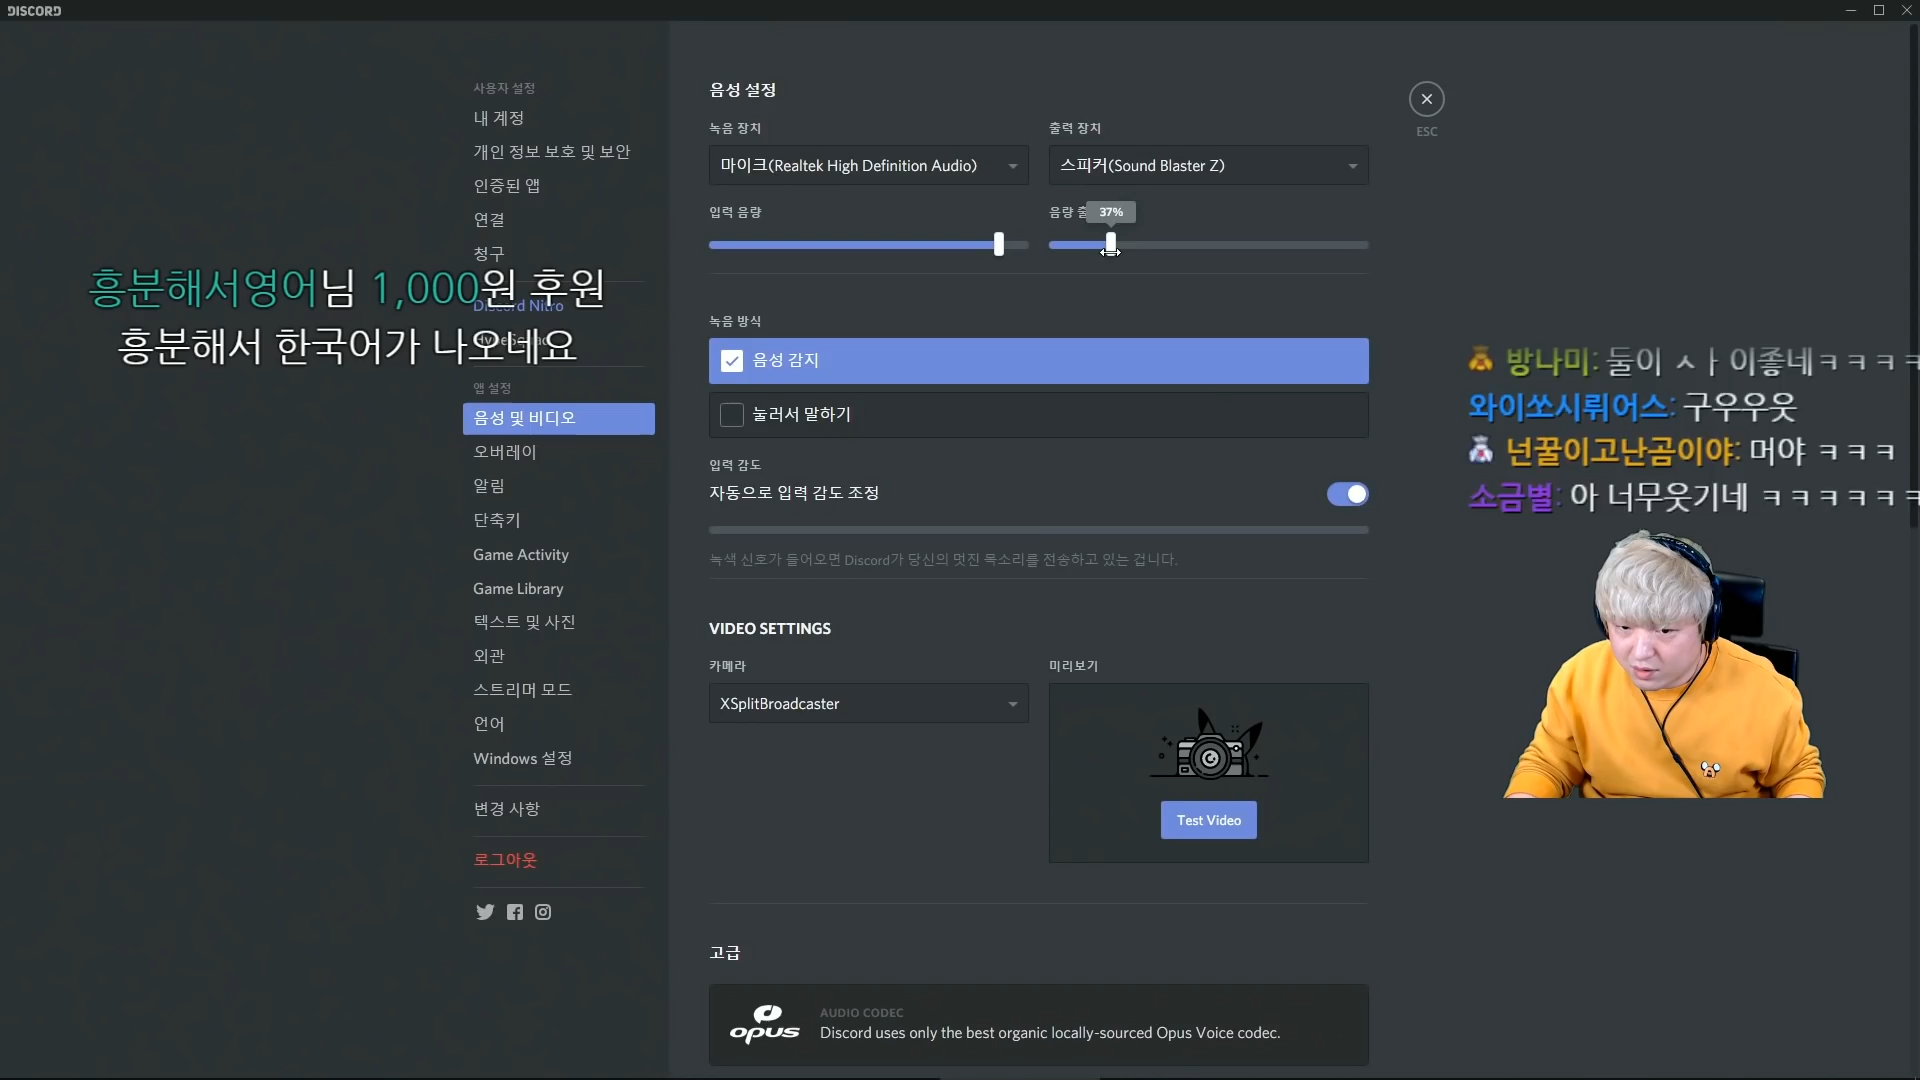 DISCORD
사용자 설정
내 계정
개인 정보 보호 및 보안
인증된 앱
연결
청구
흥분해서영어님 1,000원 후원
흥분해서 한국어가 나오네요
Discord Nitro
앱 설정
음성 및 비디오
오버레이
알림
단축키
Game Activity
Game Library
텍스트 및 사진
외관
스트리머 모드
언어
Windows 설정
변경 사항
로그아웃
음성 설정
녹음 장치
마이크(Realtek High Definition Audio)
출력 장치
스피커(Sound Blaster Z)
입력 음량
음량
37%
녹음 방식
음성 감지
눌러서 말하기
입력 감도
자동으로 입력 감도 조정
녹색 신호가 들어오면 Discord가 당신의 멋진 목소리를 전송하고 있는 겁니다.
VIDEO SETTINGS
카메라
XSplitBroadcaster
미리보기
Test Video
고급
opus
AUDIO CODEC
Discord uses only the best organic locally-sourced Opus Voice codec.
ESC
방나미: 둘이 ㅅㅏ이좋네ㅋㅋㅋㅋ
와이쏘시뤼어스: 구우우웃
넌꿀이고난곰이야: 머야 ㅋㅋㅋ
소금별: 아 너무웃기네 ㅋㅋㅋㅋㅋㅋ